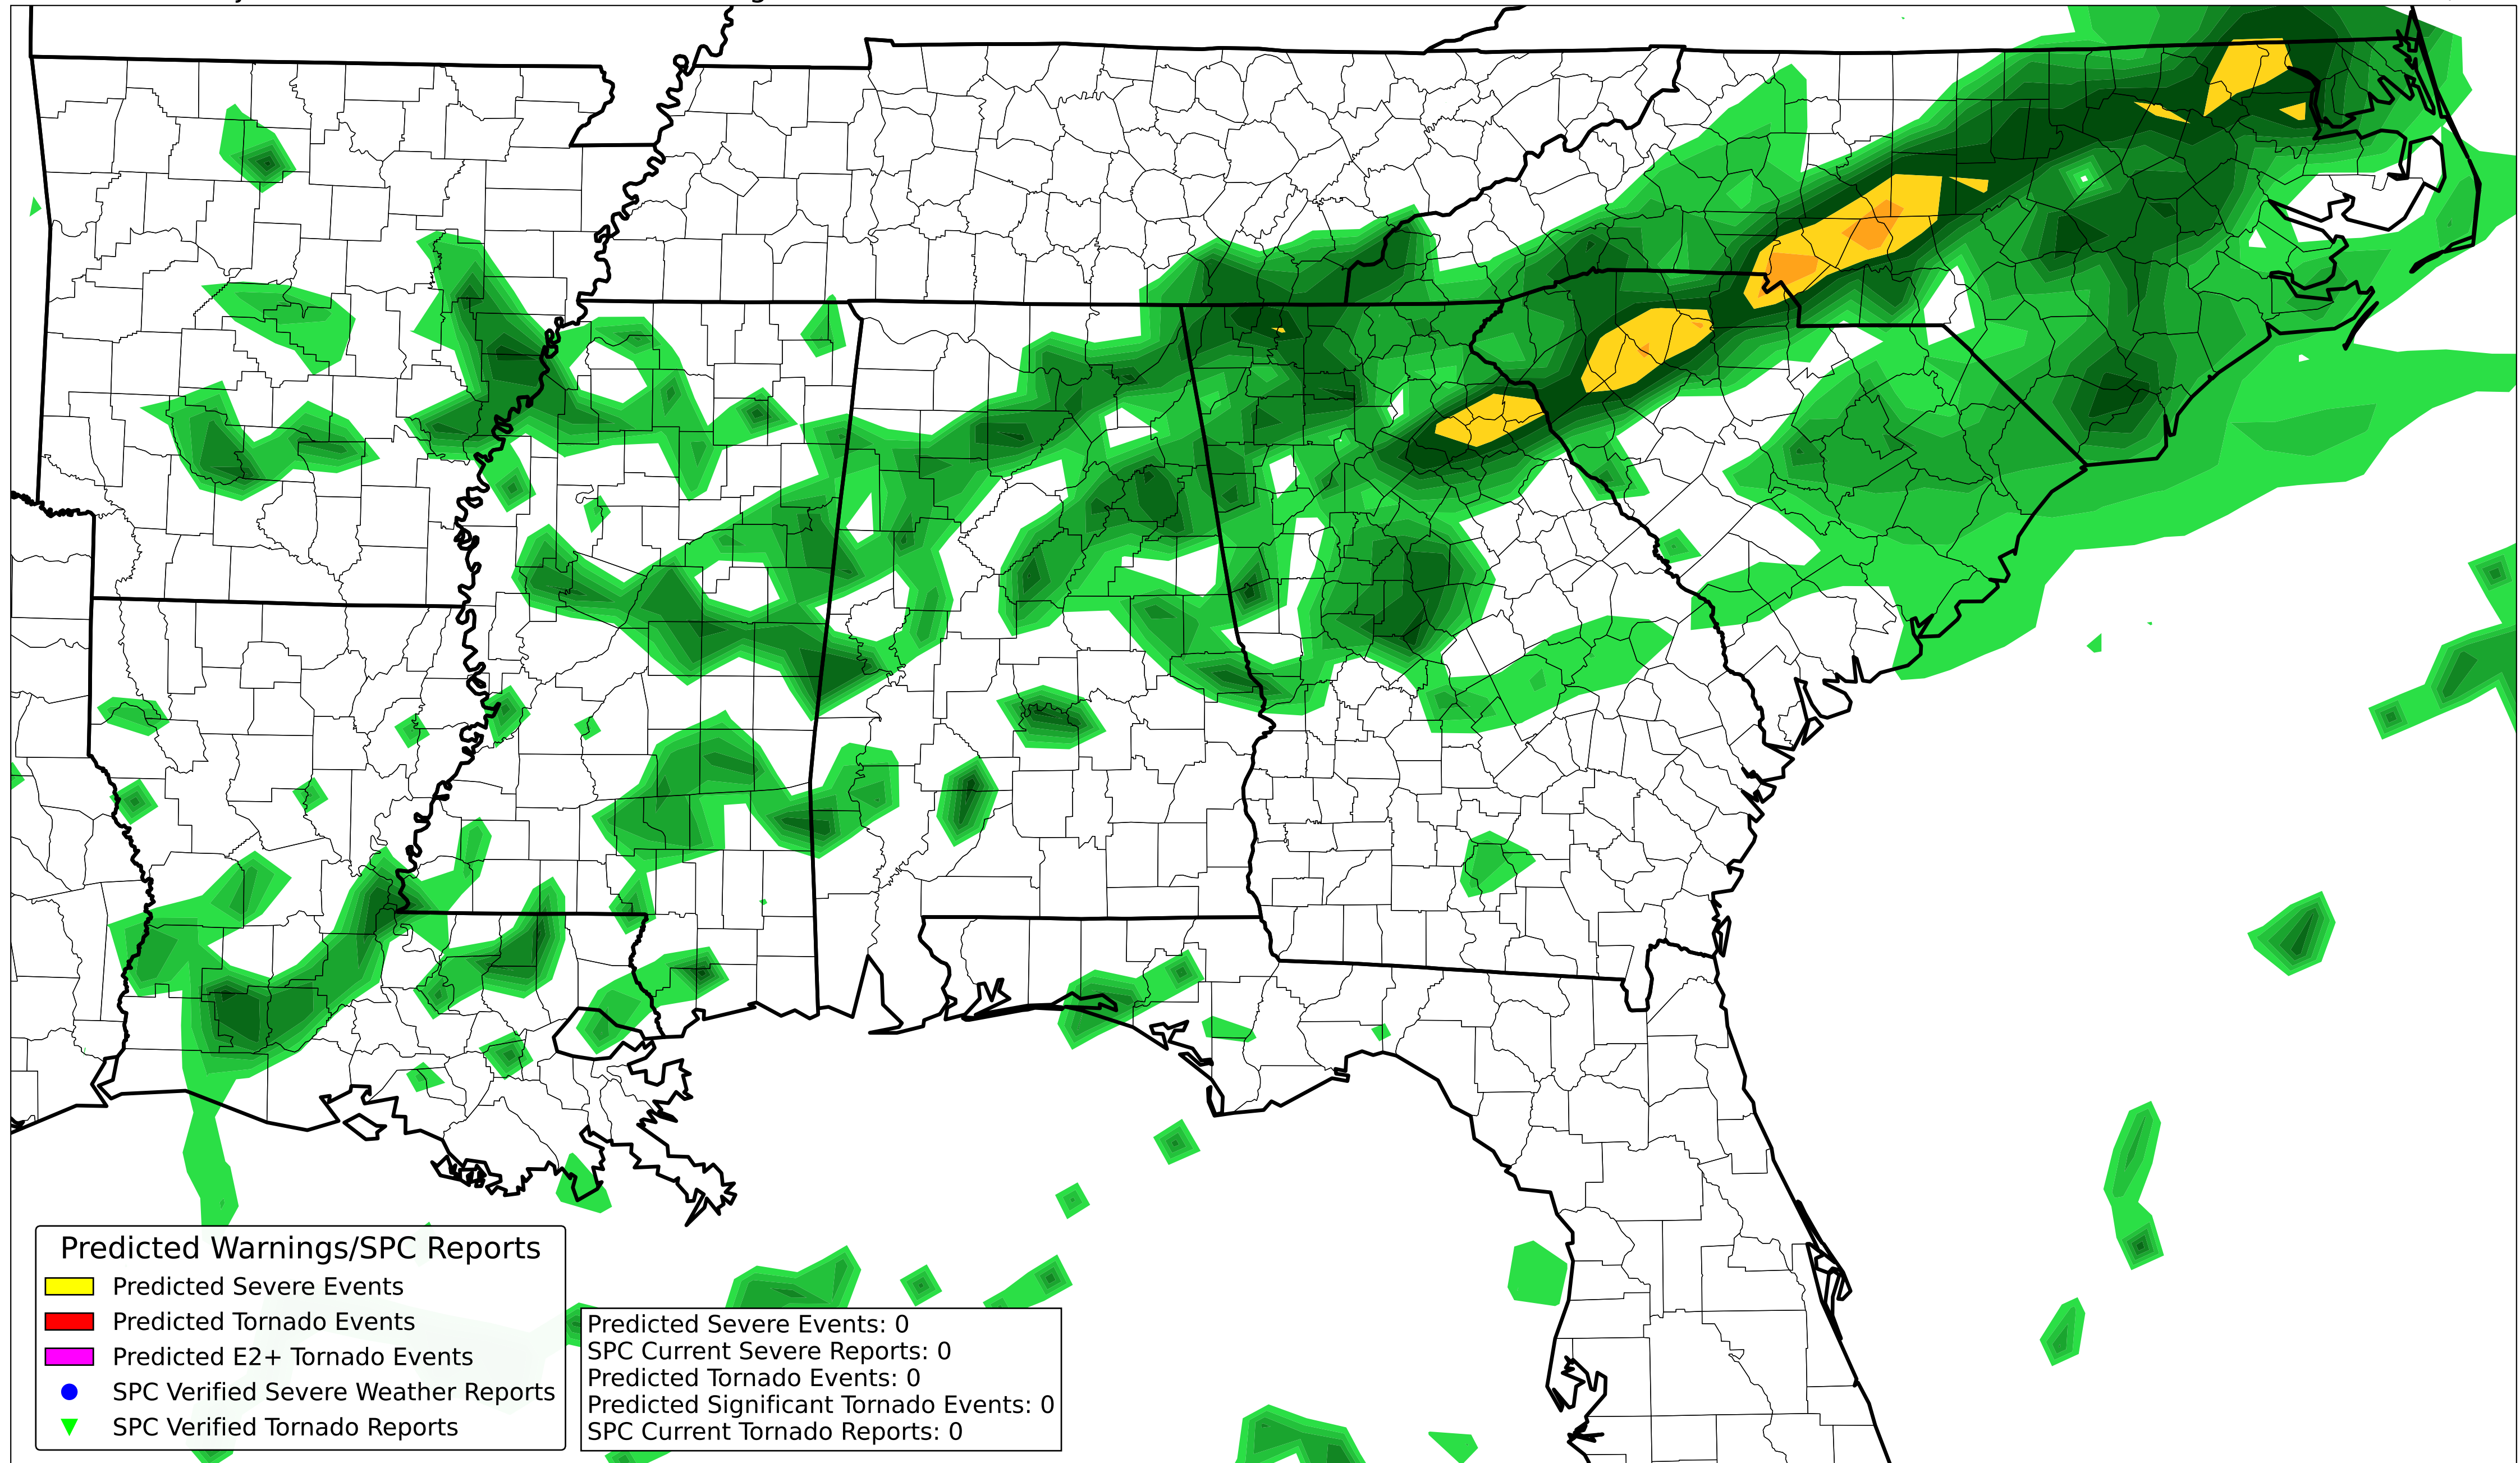 Predicted Warnings/SPC Reports
Predicted Severe Events
Predicted Tornado Events
Predicted E2+ Tornado Events
SPC Verified Severe Weather Reports
SPC Verified Tornado Reports
Predicted Severe Events: 0
SPC Current Severe Reports: 0
Predicted Tornado Events: 0
Predicted Significant Tornado Events: 0
SPC Current Tornado Reports: 0